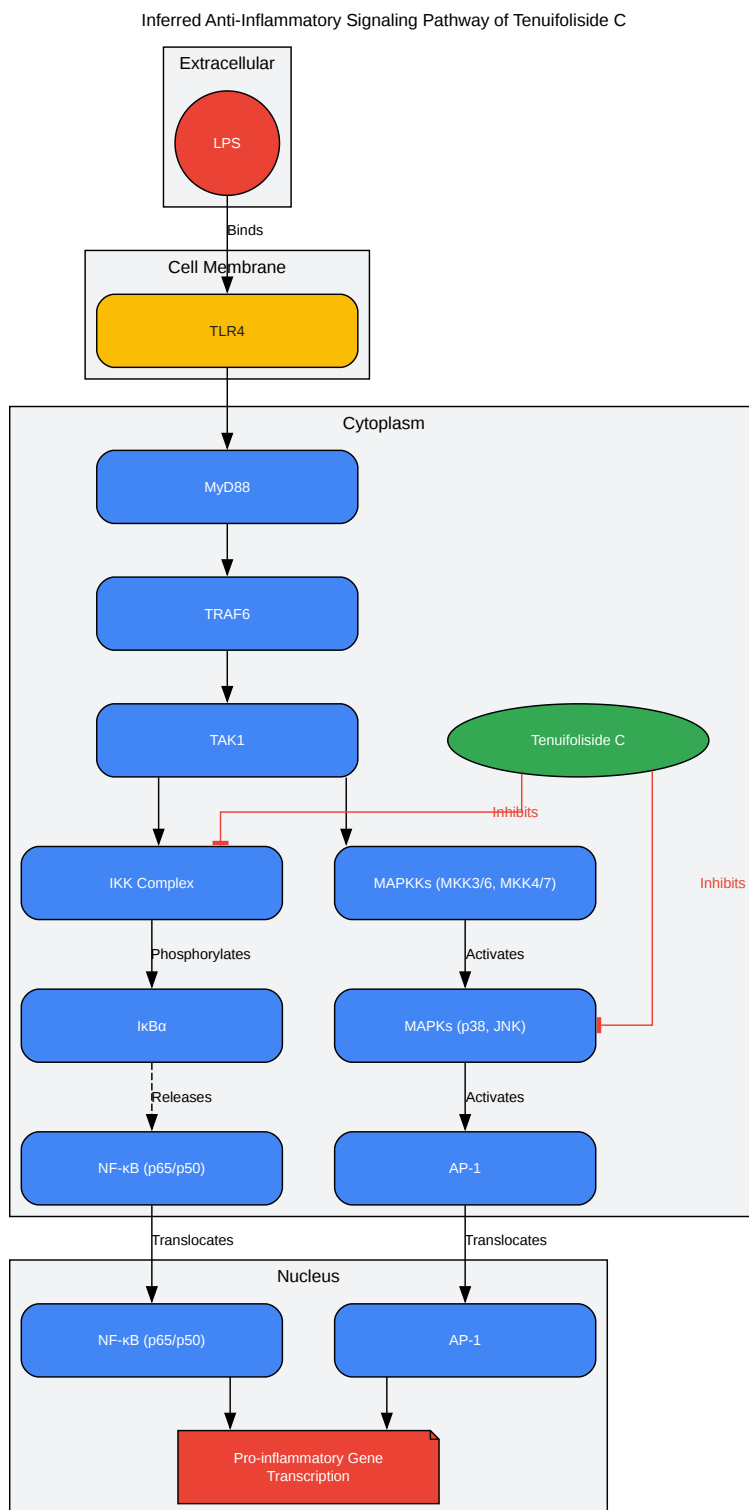 Inferred Anti-Inflammatory Signaling Pathway of Tenuifoliside C
Extracellular
LPS
Binds
Cell Membrane
TLR4
Cytoplasm
MyD88
TRAF6
TAK1
Tenuifoliside C
Inhibits
IKK Complex
MAPKKs (MKK3/6, MKK4/7)
Inhibits
Phosphorylates
Activates
IκBα
MAPKs (p38, JNK)
Releases
Activates
NF-κB (p65/p50)
AP-1
Translocates
Translocates
Nucleus
NF-κB (p65/p50)
AP-1
Pro-inflammatory Gene
Transcription